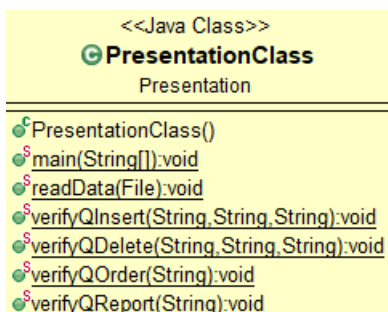 <<Java Class>>
PresentationClass
Presentation
PresentationClass()
main(String[]):void
readData(File):void
verifyQInsert(String,String,String):void
verifyQDelete(String,String,String):void
verifyQOrder(String):void
verifyQReport(String):void